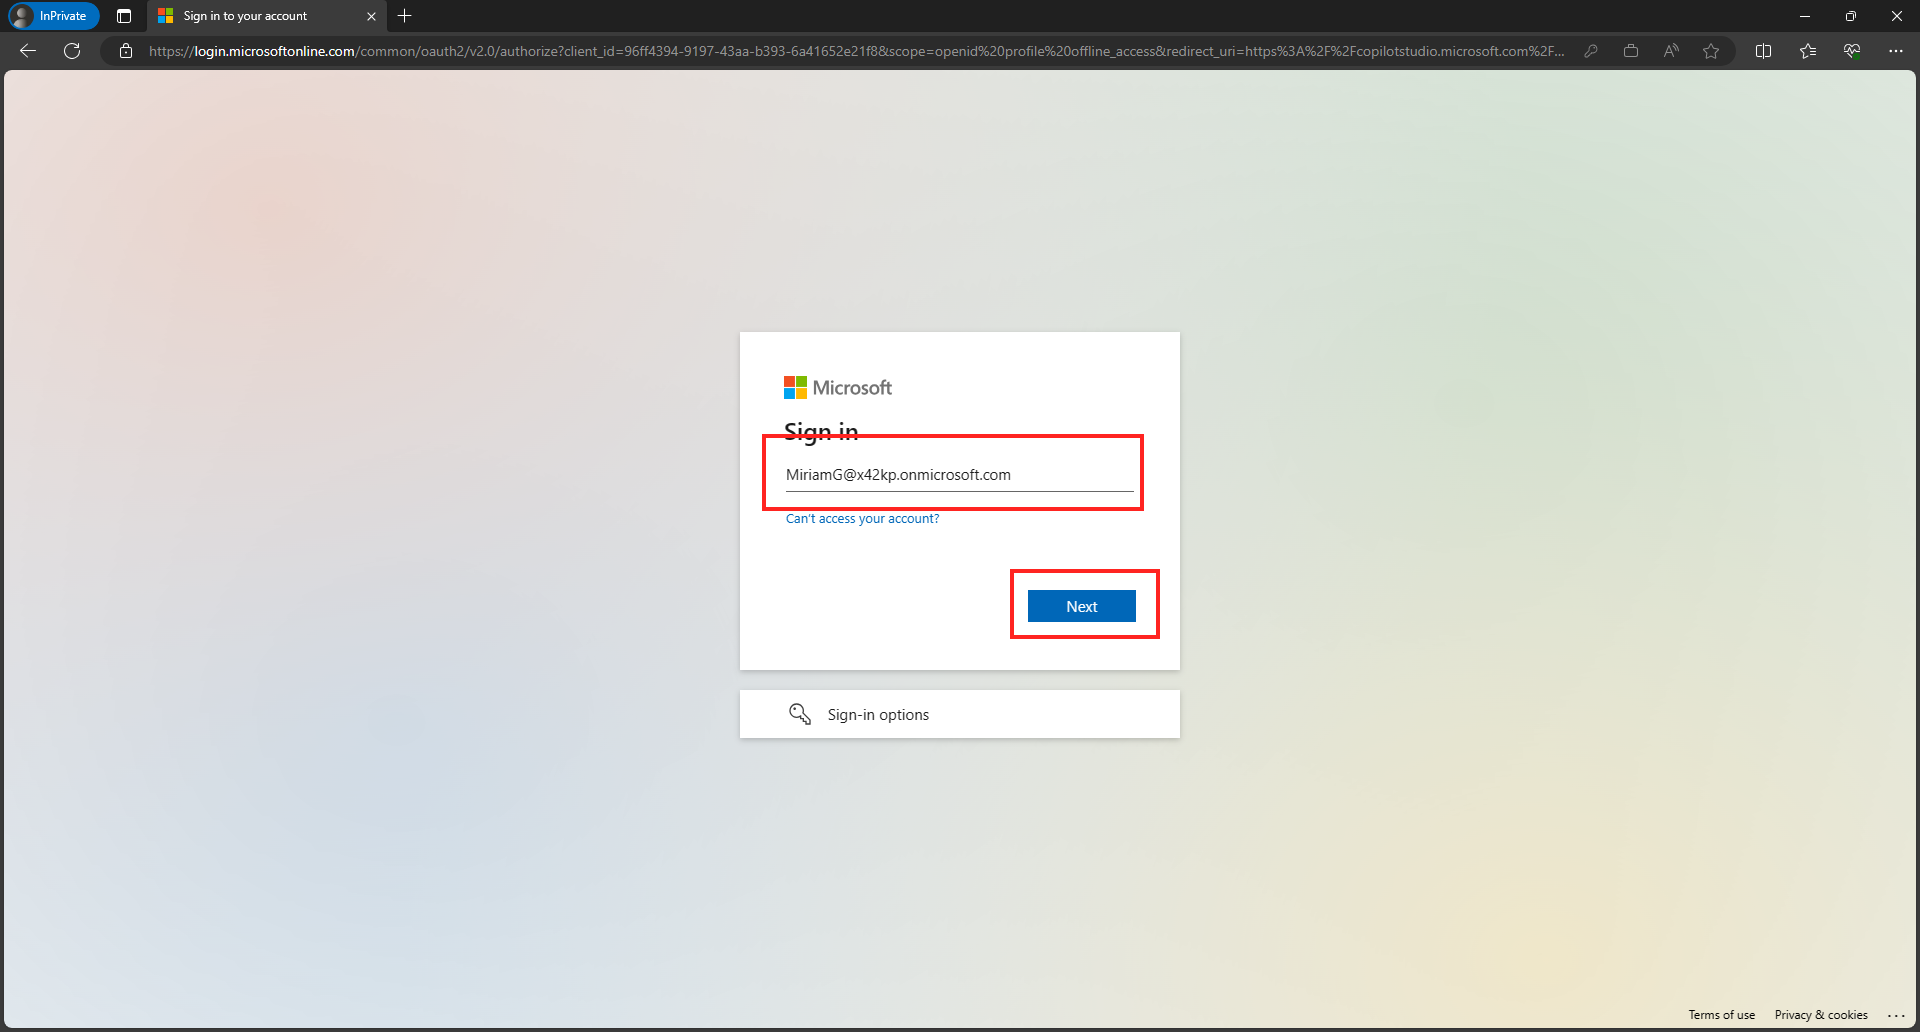 InPrivate
Sign in to your account
https://login.microsoftonline.com/common/oauth2/v2.0/authorize?client_id=96ff4394-9197-43aa-b393-6a41652e21f8&scope=openid%20profile%20offline_access&redirect_uri=https%3A%2F%2Fcopilotstudio.microsoft.com%2F...
Microsoft
Sign in
MiriamG@x42kp.onmicrosoft.com
Can't access your account?
Next
Sign-in options
Terms of use Privacy & cookies ...